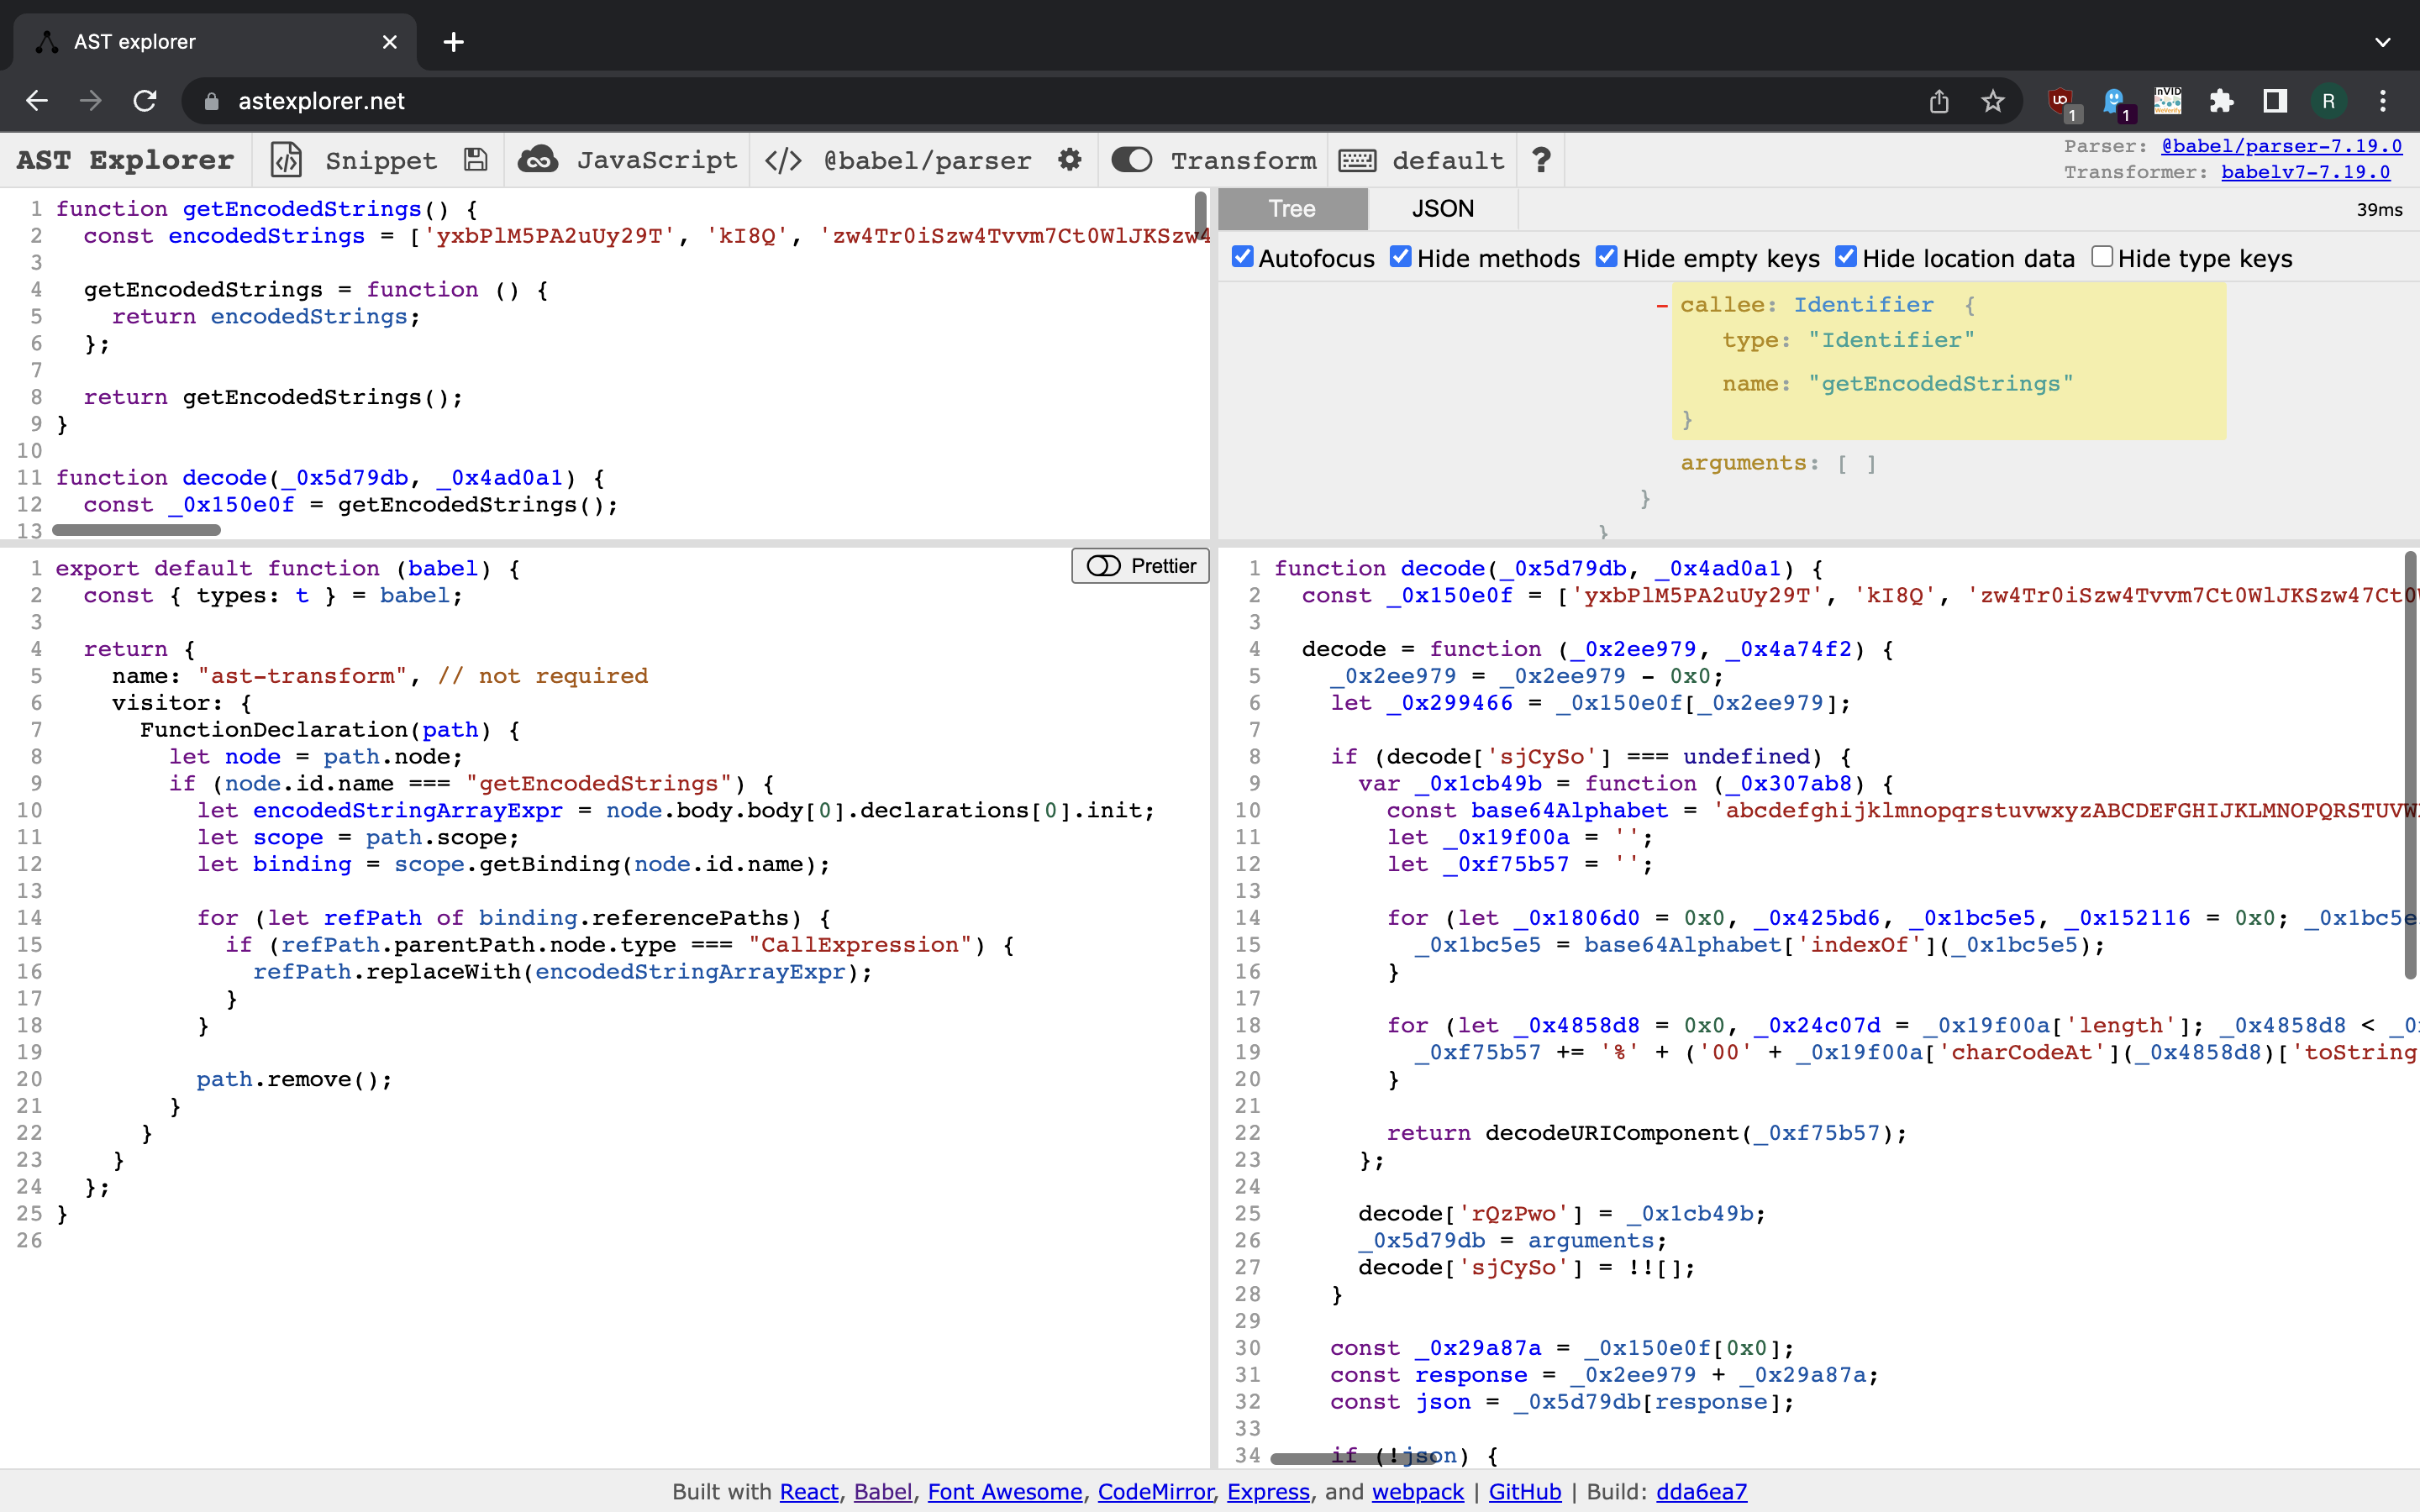 AST explorer
astexplorer.net
1
1
InVID
WeVerify
R
AST Explorer Snippet JavaScript </> @babel/parser Transform default ?
Parser: @babel/parser-7.19.0
Transformer: babelv7-7.19.0
1 function getEncodedStrings() {
2   const encodedStrings = ['yxbPlM5PA2uUy29T', 'kI8Q', 'zw4Tr0iSzw4Tvvm7Ct0WlJKSzw4
3
4   getEncodedStrings = function () {
5     return encodedStrings;
6   };
7
8   return getEncodedStrings();
9 }
10
11 function decode(_0x5d79db, _0x4ad0a1) {
12   const _0x150e0f = getEncodedStrings();
13
Tree JSON 39ms
Autofocus Hide methods Hide empty keys Hide location data Hide type keys
- callee: Identifier {
type: "Identifier"
name: "getEncodedStrings"
}
arguments: [ ]
}
}
Prettier
1 export default function (babel) {
2   const { types: t } = babel;
3
4   return {
5     name: "ast-transform", // not required
6     visitor: {
7       FunctionDeclaration(path) {
8         let node = path.node;
9         if (node.id.name === "getEncodedStrings") {
10           let encodedStringArrayExpr = node.body.body[0].declarations[0].init;
11           let scope = path.scope;
12           let binding = scope.getBinding(node.id.name);
13
14           for (let refPath of binding.referencePaths) {
15             if (refPath.parentPath.node.type === "CallExpression") {
16               refPath.replaceWith(encodedStringArrayExpr);
17             }
18           }
19
20           path.remove();
21         }
22       }
23     }
24   };
25 }
26
1 function decode(_0x5d79db, _0x4ad0a1) {
2   const _0x150e0f = ['yxbPlM5PA2uUy29T', 'kI8Q', 'zw4Tr0iSzw4Tvvm7Ct0WlJKSzw47Ct0
3
4   decode = function (_0x2ee979, _0x4a74f2) {
5     _0x2ee979 = _0x2ee979 - 0x0;
6     let _0x299466 = _0x150e0f[_0x2ee979];
7
8     if (decode['sjCySo'] === undefined) {
9       var _0x1cb49b = function (_0x307ab8) {
10         const base64Alphabet = 'abcdefghijklmnopqrstuvwxyzABCDEFGHIJKLMNOPQRSTUVW
11         let _0x19f00a = '';
12         let _0xf75b57 = '';
13
14         for (let _0x1806d0 = 0x0, _0x425bd6, _0x1bc5e5, _0x152116 = 0x0; _0x1bc5e
15           _0x1bc5e5 = base64Alphabet['indexOf'](_0x1bc5e5);
16         }
17
18         for (let _0x4858d8 = 0x0, _0x24c07d = _0x19f00a['length']; _0x4858d8 < _0
19           _0xf75b57 += '%' + ('00' + _0x19f00a['charCodeAt'](_0x4858d8)['toString
20         }
21
22         return decodeURIComponent(_0xf75b57);
23       };
24
25       decode['rQzPwo'] = _0x1cb49b;
26       _0x5d79db = arguments;
27       decode['sjCySo'] = !![];
28     }
29
30     const _0x29a87a = _0x150e0f[0x0];
31     const response = _0x2ee979 + _0x29a87a;
32     const json = _0x5d79db[response];
33
34     if (!json) {
Built with React, Babel, Font Awesome, CodeMirror, Express, and webpack | GitHub | Build: dda6ea7